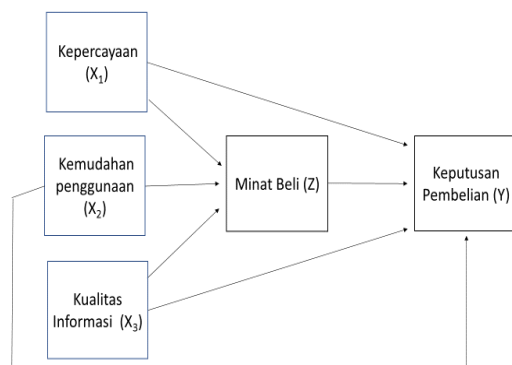 Kepercayaan
(X₁)
Kemudahan
penggunaan
(X₂)
Kualitas
Informasi (X₃)
Minat Beli (Z)
Keputusan
Pembelian (Y)